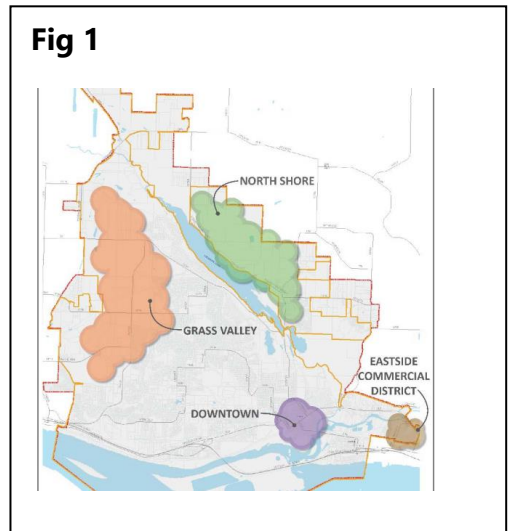 Fig 1
NORTH SHORE
GRASS VALLEY
EASTSIDE
COMMERCIAL
DISTRICT
DOWNTOWN